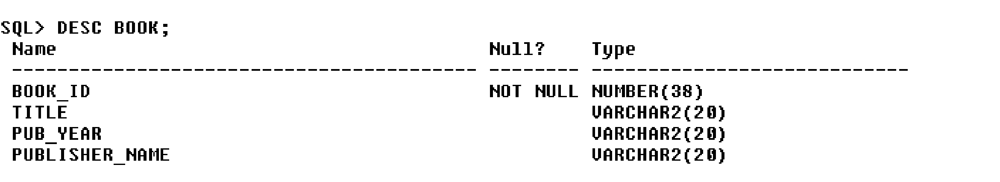 SQL> DESC BOOK;
Name Null? Type
----------------------------------------- -------- ----------------------------
BOOK_ID NOT NULL NUMBER(38)
TITLE VARCHAR2(20)
PUB_YEAR VARCHAR2(20)
PUBLISHER_NAME VARCHAR2(20)